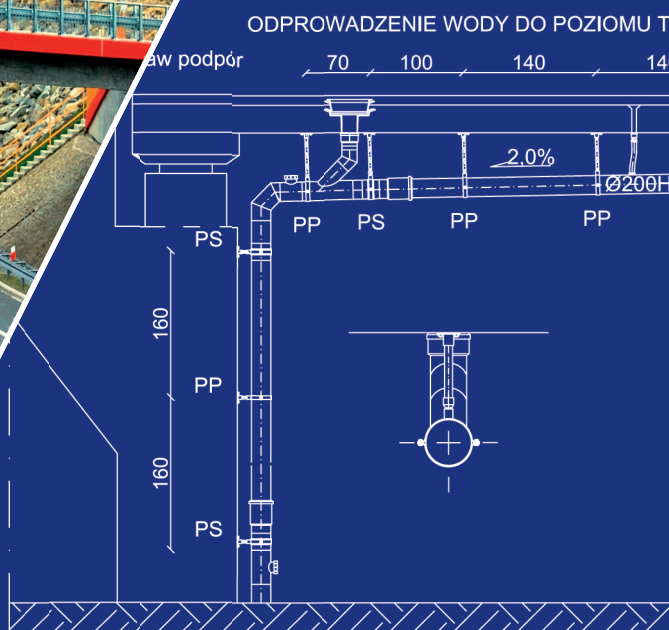 ODPROWADZENIE WODY DO POZIOMU T
aw podpór 70 100 140 140
2,0%
Ø200H
PP PS PP PP
PS
160
PP
160
PS